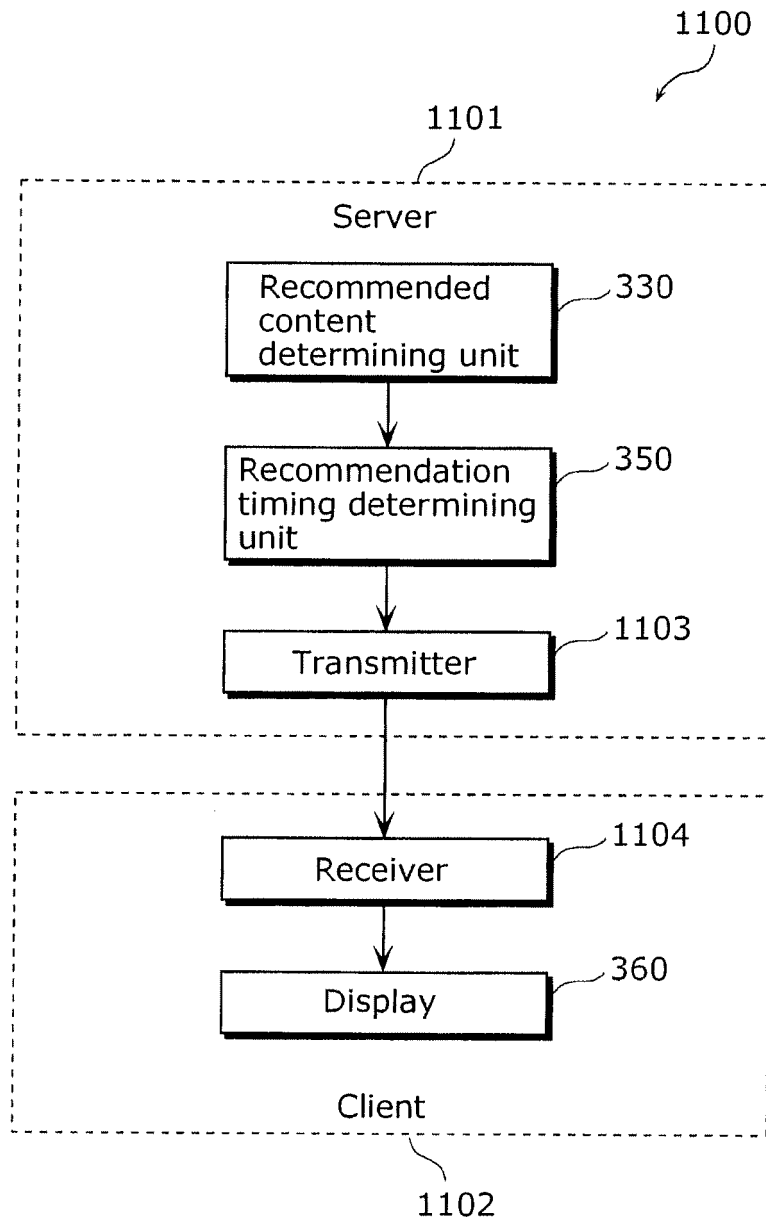 1100
1101
Server
Recommended
content
determining unit
330
Recommendation
timing determining
unit
350
Transmitter
1103
Receiver
1104
Display
360
Client
1102